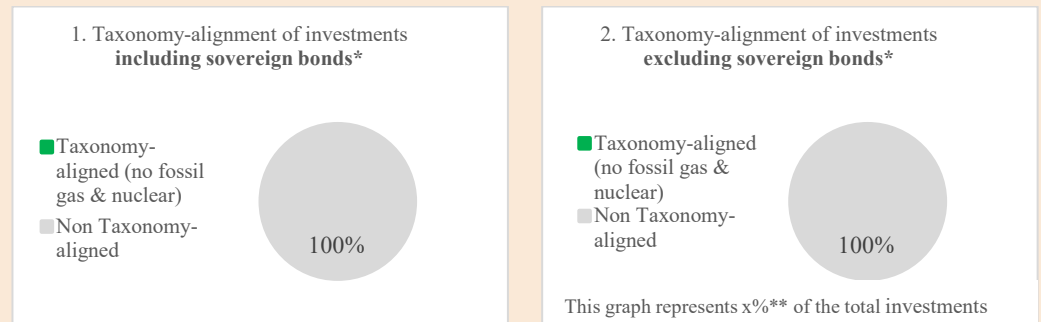 1. Taxonomy-alignment of investments
including sovereign bonds*
Taxonomy-
aligned (no fossil
gas & nuclear)
Non Taxonomy-
aligned
100%
2. Taxonomy-alignment of investments
excluding sovereign bonds*
Taxonomy-aligned
(no fossil gas &
nuclear)
Non Taxonomy-
aligned
100%
This graph represents x%** of the total investments